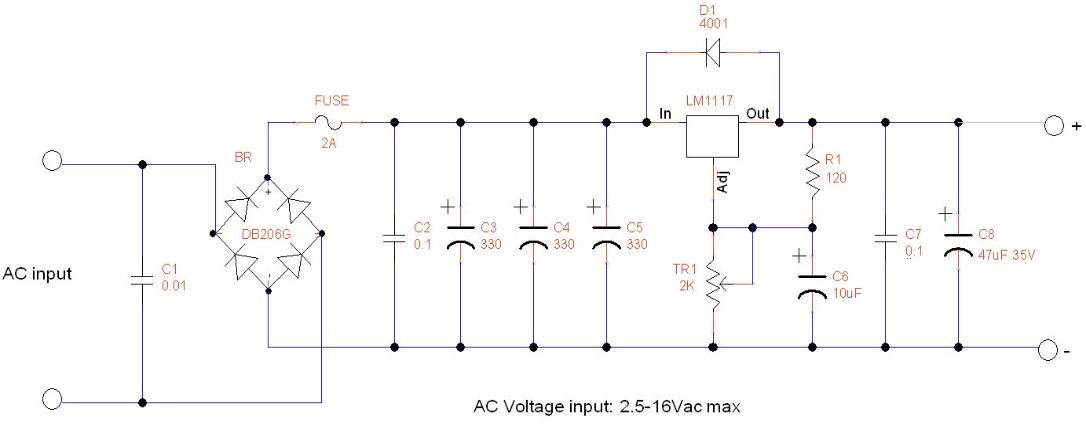 D1
4001
FUSE
2A
In
LM1117
Out
Adj
+
BR
+
DB206G
-
R1
120
C2
0.1
+
C3
330
+
C4
330
+
C5
330
TR1
2K
+
C6
10uF
C7
0.1
+
C8
47uF 35V
AC input
C1
0.01
-
AC Voltage input: 2.5-16Vac max